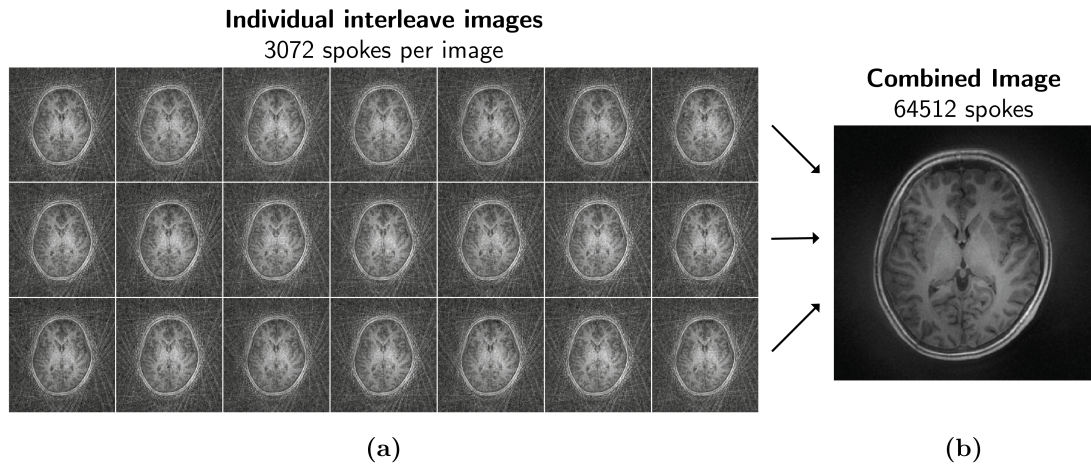 Individual interleave images
3072 spokes per image
Combined Image
64512 spokes
(a)
(b)